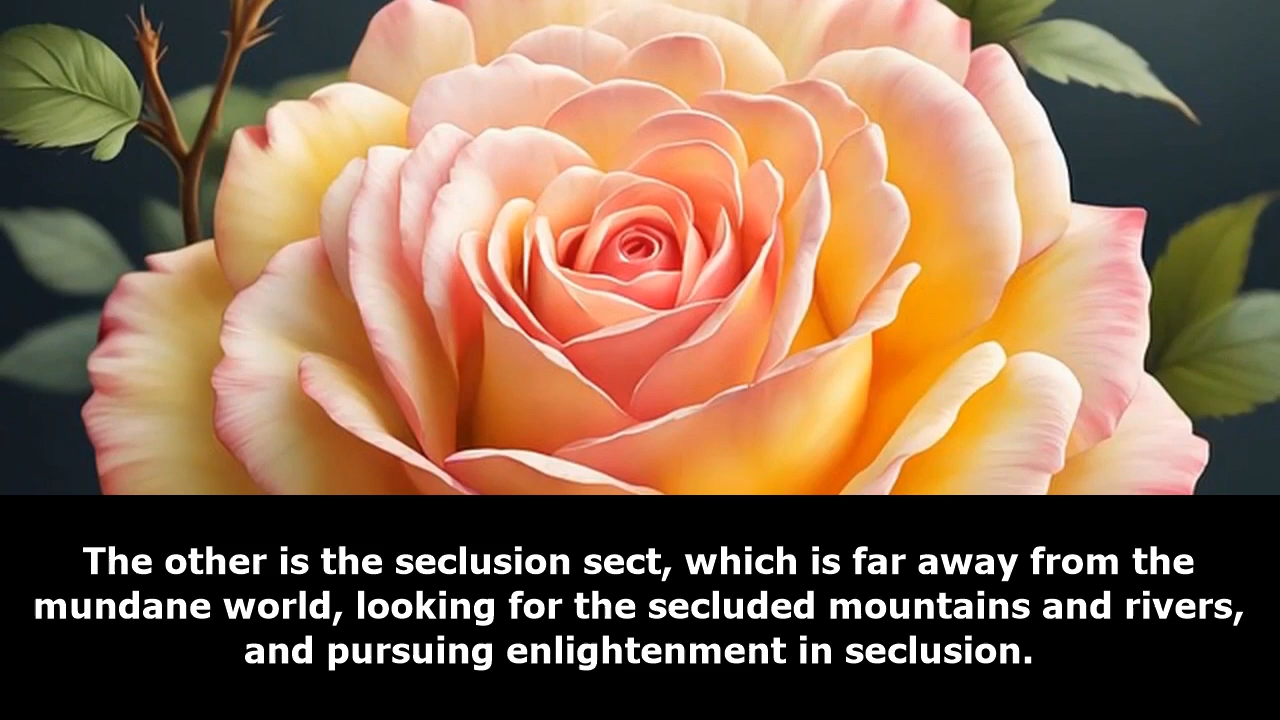 The other is the seclusion sect, which is far away from the
mundane world, looking for the secluded mountains and rivers,
and pursuing enlightenment in seclusion.